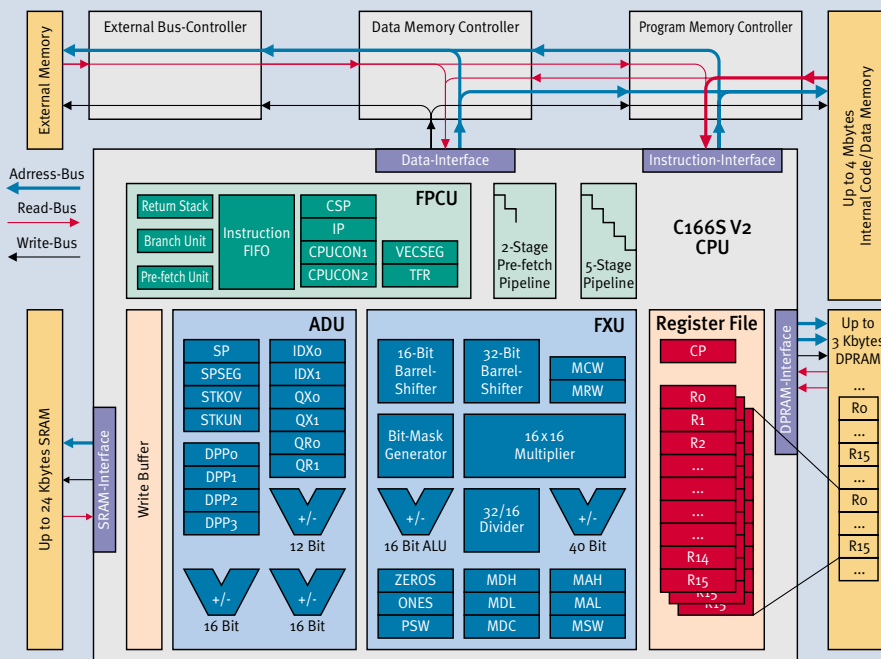 External Memory
External Bus-Controller
Data Memory Controller
Program Memory Controller
Up to 4 Mbytes
Internal Code/Data Memory
Adrress-Bus
Read-Bus
Write-Bus
Data-Interface
Instruction-Interface
FPCU
Return Stack
Branch Unit
Pre-fetch Unit
Instruction
FIFO
CSP
IP
CPUCON1
CPUCON2
VECSEG
TFR
2-Stage
Pre-fetch
Pipeline
5-Stage
Pipeline
C166S V2
CPU
Up to 24 Kbytes SRAM
SRAM-Interface
Write Buffer
ADU
SP
SPSEG
STKOV
STKUN
DPP0
DPP1
DPP2
DPP3
IDX0
IDX1
QX0
QX1
QR0
QR1
+/-
12 Bit
+/-
16 Bit
+/-
16 Bit
FXU
16-Bit
Barrel-
Shifter
32-Bit
Barrel-
Shifter
MCW
MRW
Bit-Mask
Generator
16 x 16
Multiplier
+/-
16 Bit ALU
32/16
Divider
+/-
40 Bit
ZEROS
ONES
PSW
MDH
MDL
MDC
MAH
MAL
MSW
Register File
CP
R0
R1
R2
...
...
...
...
R14
R15
R15
R15
DPRAM-Interface
Up to
3 Kbytes
DPRAM
...
R0
...
R15
...
R0
...
R15
...